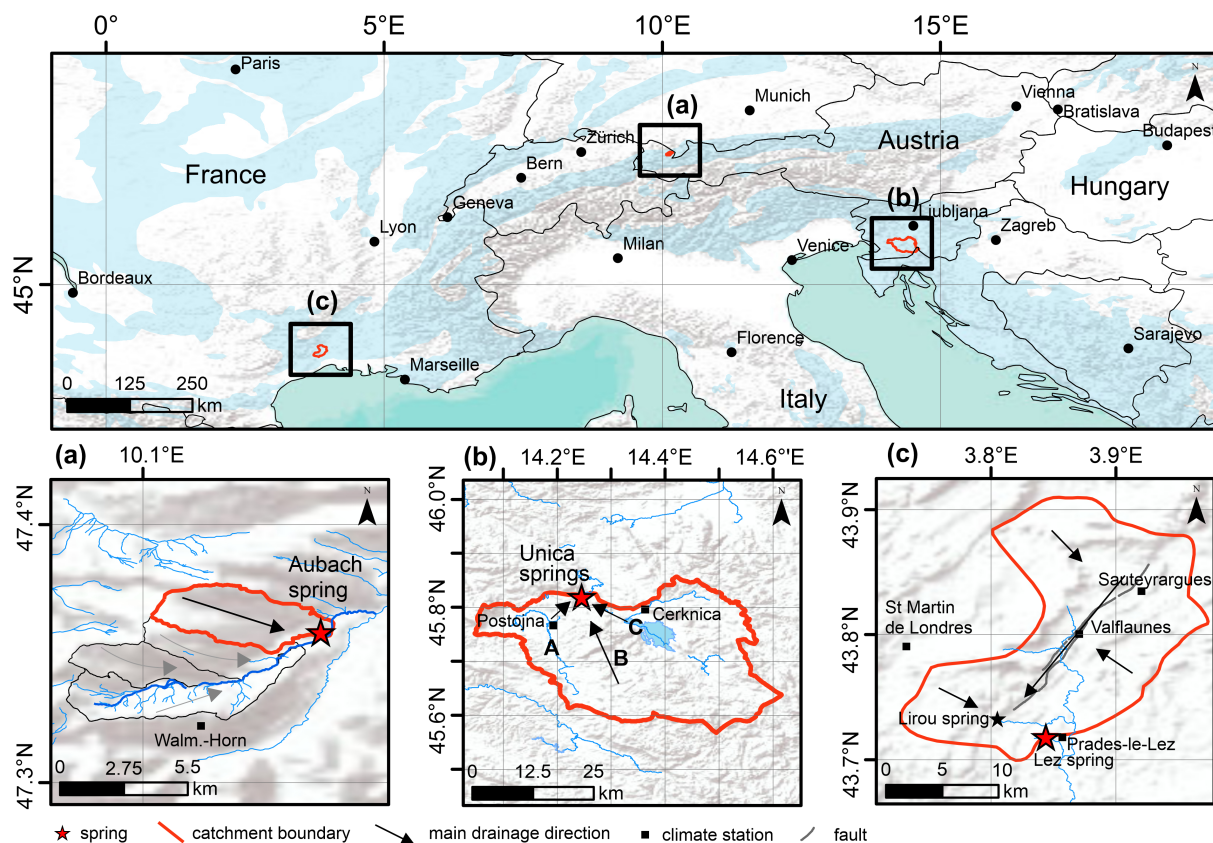 0° 5°E 10°E 15°E
Paris
Munich
Vienna
(a)
Bratislava
Zürich
Austria
Budapest
France
Bern
Hungary
(b)
Geneva
Ljubljana
Lyon
Zagreb
Milan
Venice
45°N
Bordeaux
(c)
Florence
Sarajevo
Marseille
Italy
0 125 250
km
N
(a)
10.1°E
N
47.4°N
Aubach
spring
Walm.-Horn
0 2.75 5.5
km
47.3°N
(b)
14.2°E 14.4°E 14.6°E
N
46.0°N
Unica
springs
Postojna
Cerknica
45.8°N
A
B
C
45.6°N
0 12.5 25
km
(c)
3.8°E 3.9°E
N
43.9°N
Sauteyrargues
St Martin
de Londres
Valflaunes
43.8°N
Lirou spring
Prades-le-Lez
Lez spring
43.7°N
0 5 10
km
spring catchment boundary main drainage direction climate station fault